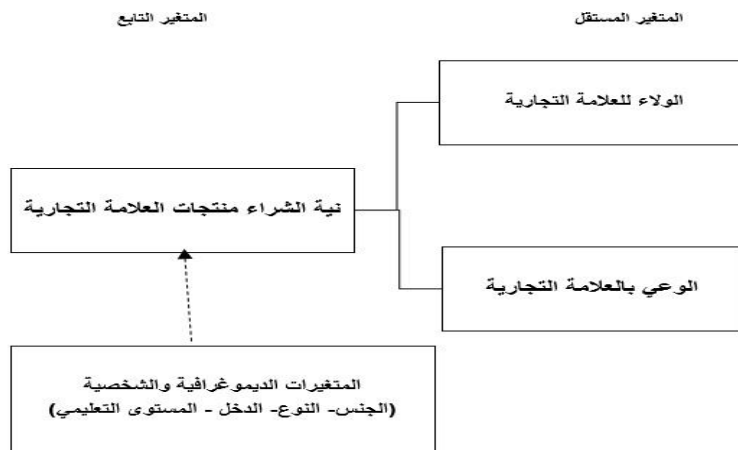 المتغير المستقل
المتغير التابع
الولاء للعلامة التجارية
نية الشراء منتجات العلامة التجارية
الوعي بالعلامة التجارية
المتغيرات الديموغرافية والشخصية
(الجنس- النوع- الدخل - المستوى التعليمي)